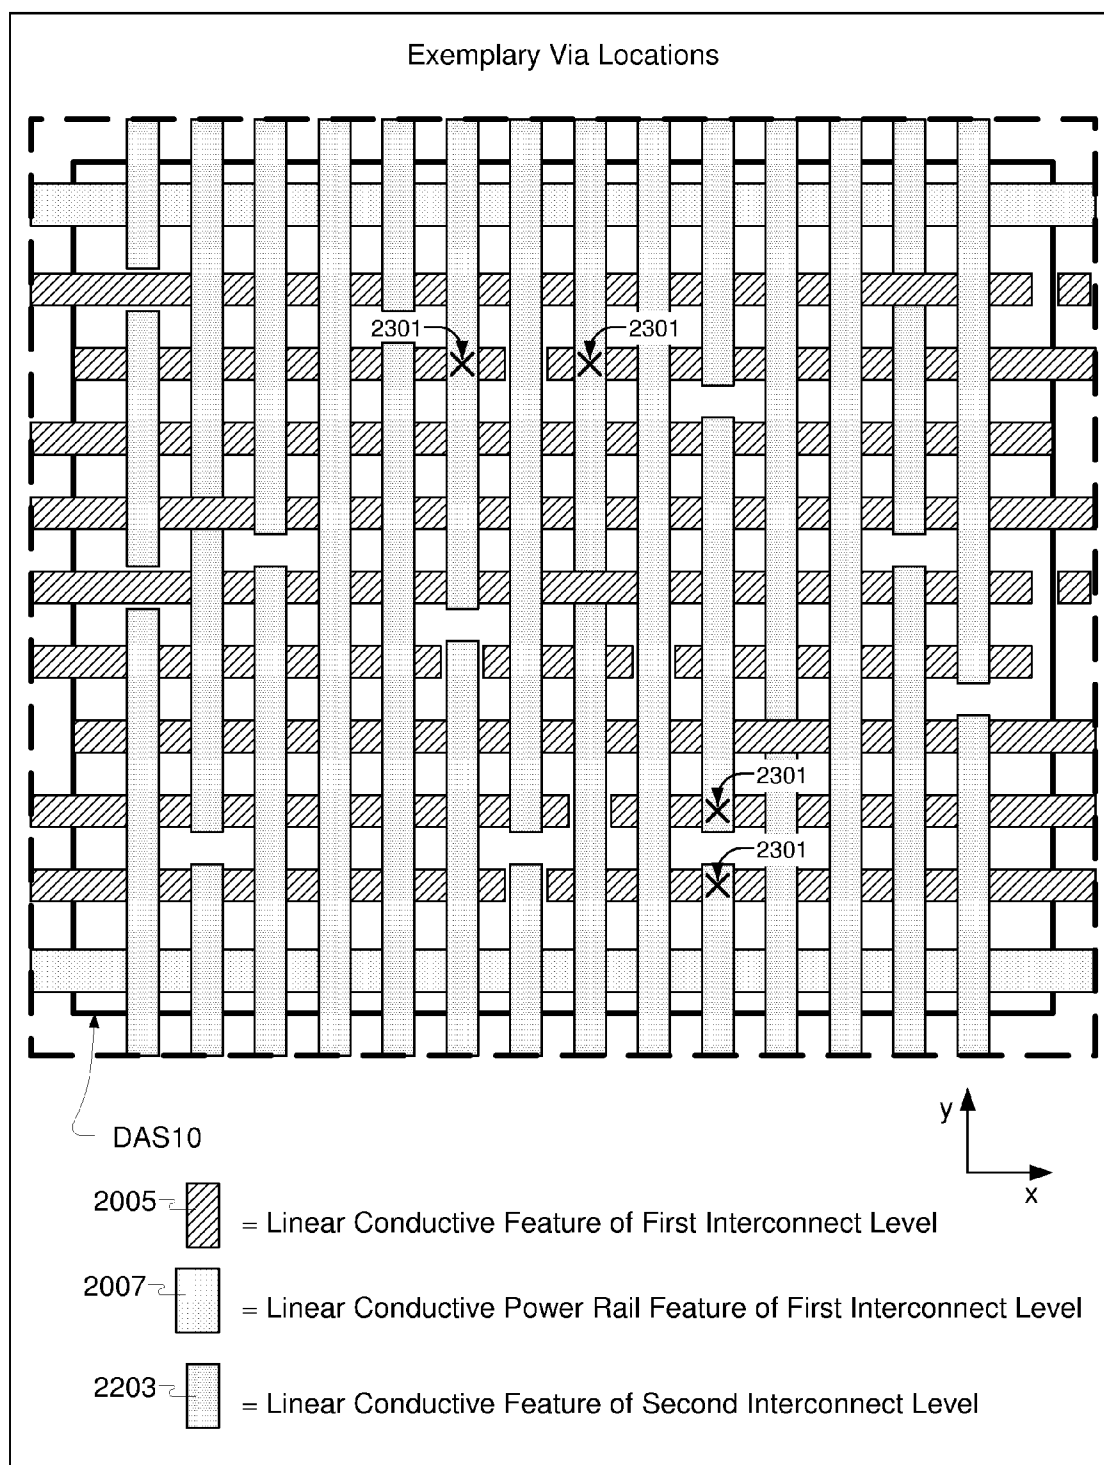 Exemplary Via Locations
2301 2301
2301
2301
DAS10
y
x
2005 = Linear Conductive Feature of First Interconnect Level
2007 = Linear Conductive Power Rail Feature of First Interconnect Level
2203 = Linear Conductive Feature of Second Interconnect Level